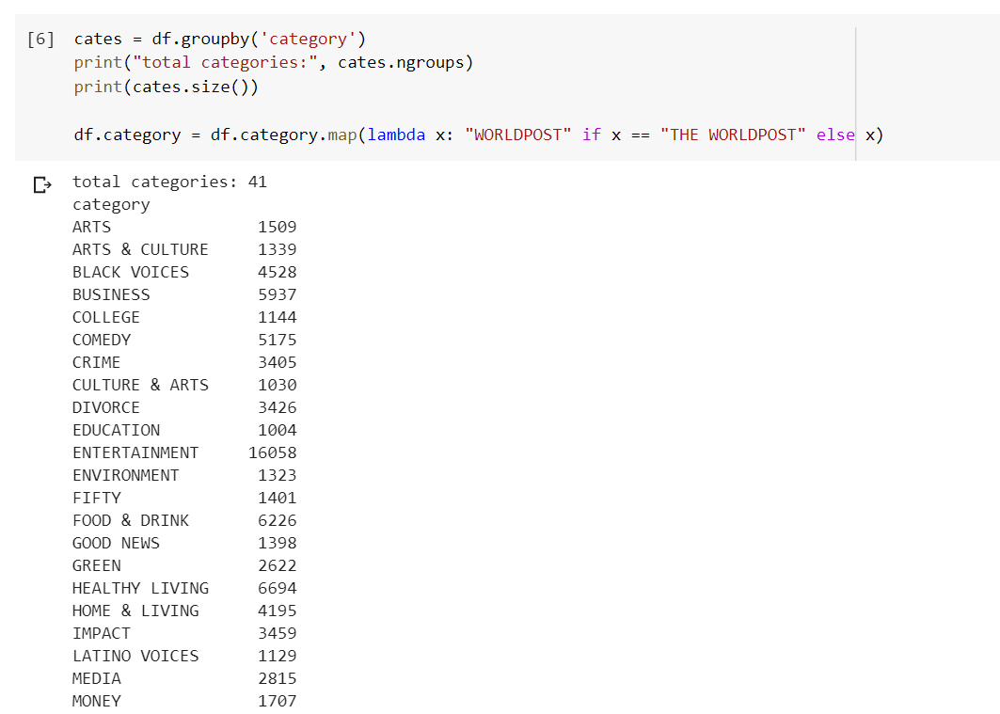 [6] cates = df.groupby('category')
print("total categories:", cates.ngroups)
print(cates.size())
df.category = df.category.map(lambda x: "WORLDPOST" if x == "THE WORLDPOST" else x)
total categories: 41
category
ARTS 1509
ARTS & CULTURE 1339
BLACK VOICES 4528
BUSINESS 5937
COLLEGE 1144
COMEDY 5175
CRIME 3405
CULTURE & ARTS 1030
DIVORCE 3426
EDUCATION 1004
ENTERTAINMENT 16058
ENVIRONMENT 1323
FIFTY 1401
FOOD & DRINK 6226
GOOD NEWS 1398
GREEN 2622
HEALTHY LIVING 6694
HOME & LIVING 4195
IMPACT 3459
LATINO VOICES 1129
MEDIA 2815
MONEY 1707